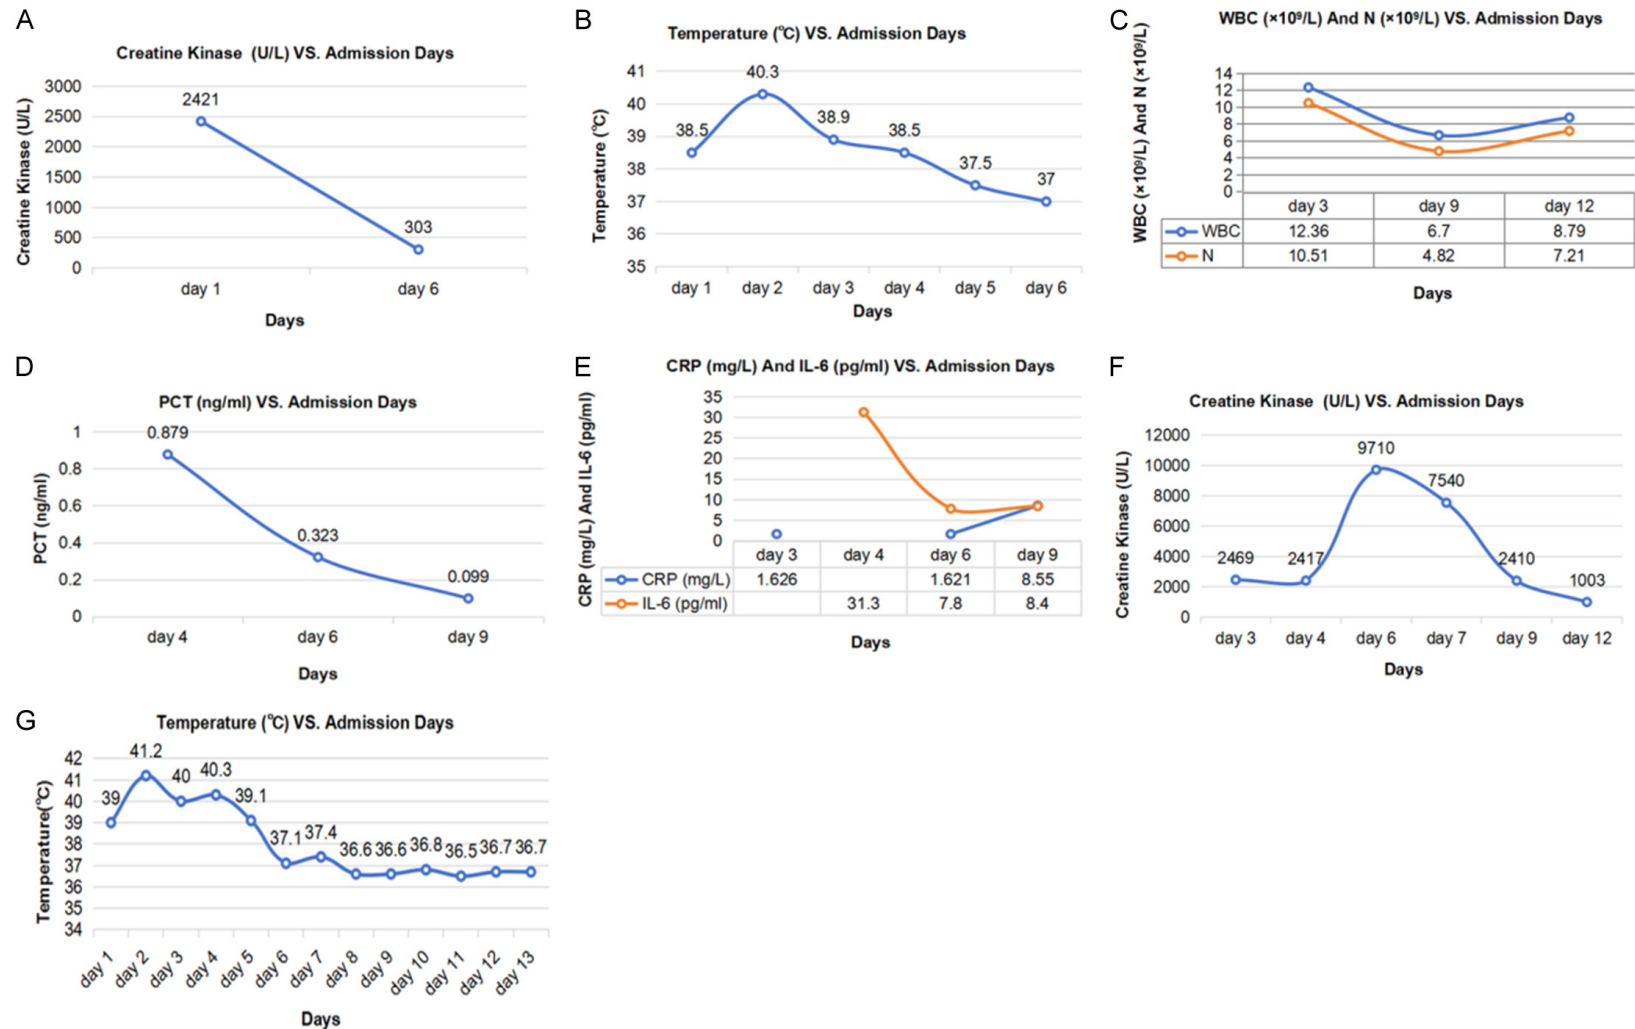 A
Creatine Kinase (U/L) VS. Admission Days
Creatine Kinase (U/L)
3000
2500
2000
1500
1000
500
0
2421
303
day 1 day 6
Days
B
Temperature (℃) VS. Admission Days
Temperature (℃)
41
40
39
38
37
36
35
38.5 40.3 38.9 38.5 37.5 37
day 1 day 2 day 3 day 4 day 5 day 6
Days
C
WBC (×10⁹/L) And N (×10⁹/L) VS. Admission Days
WBC (×10⁹/L) And N (×10⁹/L)
14
12
10
8
6
4
2
0
day 3 day 9 day 12
WBC 12.36 6.7 8.79
N 10.51 4.82 7.21
Days
D
PCT (ng/ml) VS. Admission Days
PCT (ng/ml)
1
0.8
0.6
0.4
0.2
0
0.879
0.323
0.099
day 4 day 6 day 9
Days
E
CRP (mg/L) And IL-6 (pg/ml) VS. Admission Days
CRP (mg/L) And IL-6 (pg/ml)
35
30
25
20
15
10
5
0
day 3 day 4 day 6 day 9
CRP (mg/L) 1.626 1.621 8.55
IL-6 (pg/ml) 31.3 7.8 8.4
Days
F
Creatine Kinase (U/L) VS. Admission Days
Creatine Kinase (U/L)
12000
10000
8000
6000
4000
2000
0
2469 2417 9710 7540 2410 1003
day 3 day 4 day 6 day 7 day 9 day 12
Days
G
Temperature (℃) VS. Admission Days
Temperature(℃)
42
41
40
39
38
37
36
35
34
39 41.2 40 40.3 39.1 37.1 37.4 36.6 36.6 36.8 36.5 36.7 36.7
day 1 day 2 day 3 day 4 day 5 day 6 day 7 day 8 day 9 day 10 day 11 day 12 day 13
Days